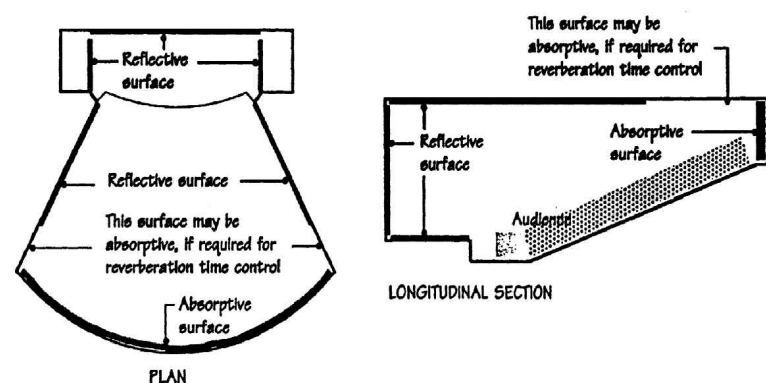 Reflective
surface
Reflective surface
This surface may be
absorptive, if required for
reverberation time control
Absorptive
surface
PLAN
This surface may be
absorptive, if required for
reverberation time control
Reflective
surface
Absorptive
surface
Audience
LONGITUDINAL SECTION